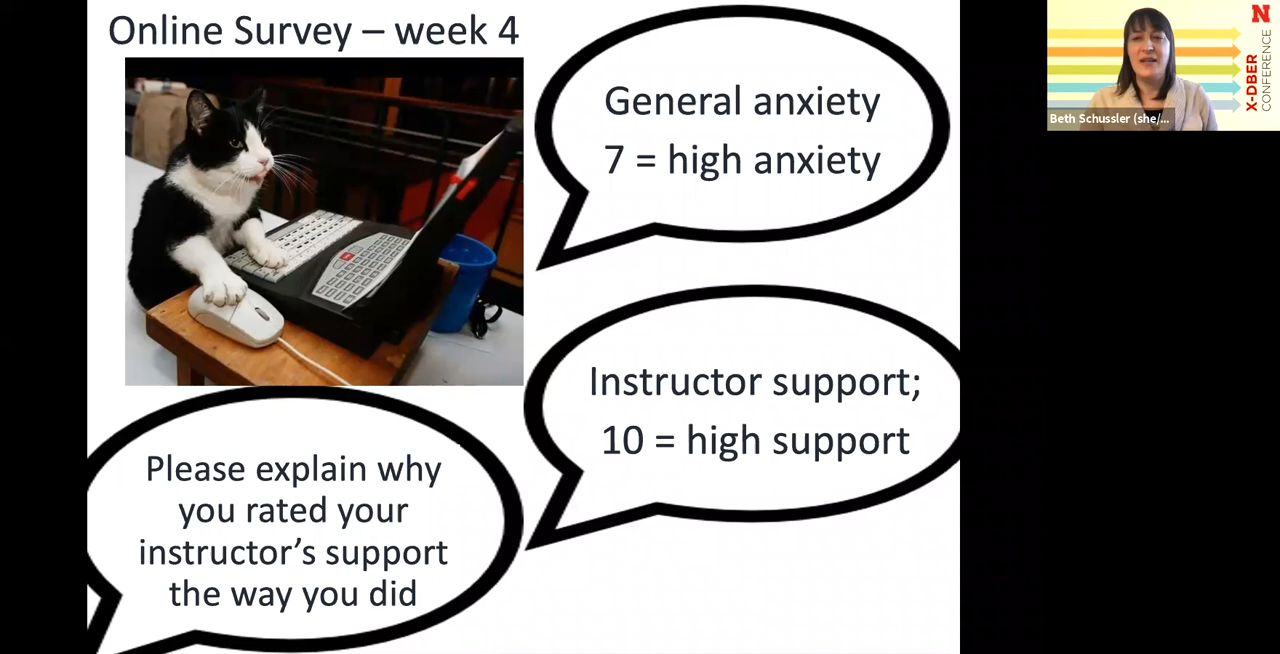 Online Survey – week 4
General anxiety
7 = high anxiety
Instructor support;
10 = high support
Please explain why
you rated your
instructor's support
the way you did
Beth Schussler (she/...
N
X-DBER
CONFERENCE